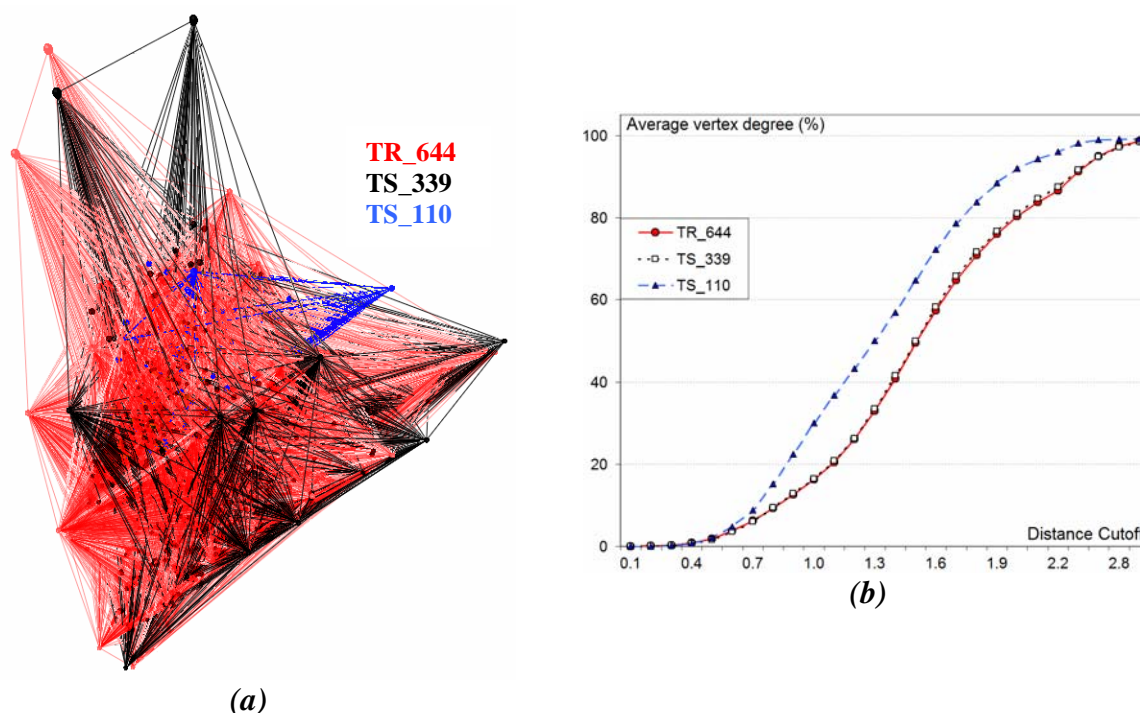 TR_644
TS_339
TS_110
(a)
Average vertex degree (%)
100
80
60
40
20
0
TR_644
TS_339
TS_110
Distance Cutoff
0.1 0.4 0.7 1.0 1.3 1.6 1.9 2.2 2.8
(b)